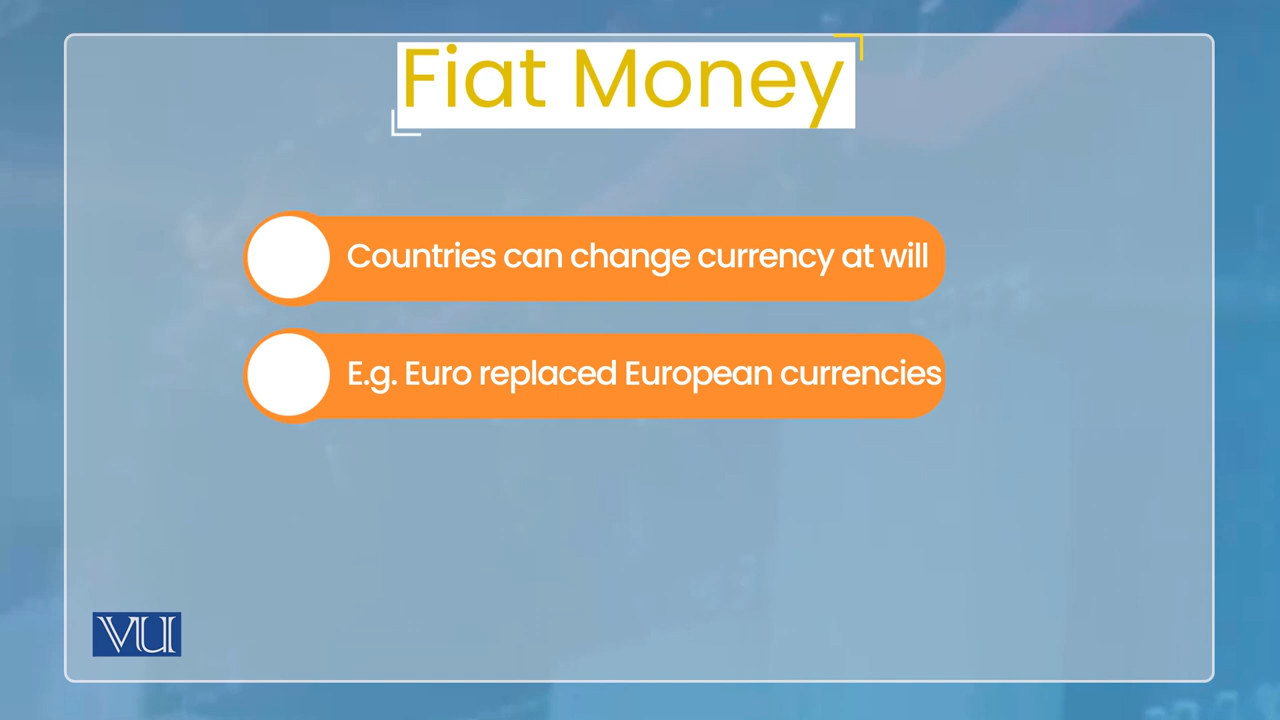 Fiat Money
Countries can change currency at will
E.g. Euro replaced European currencies
VU